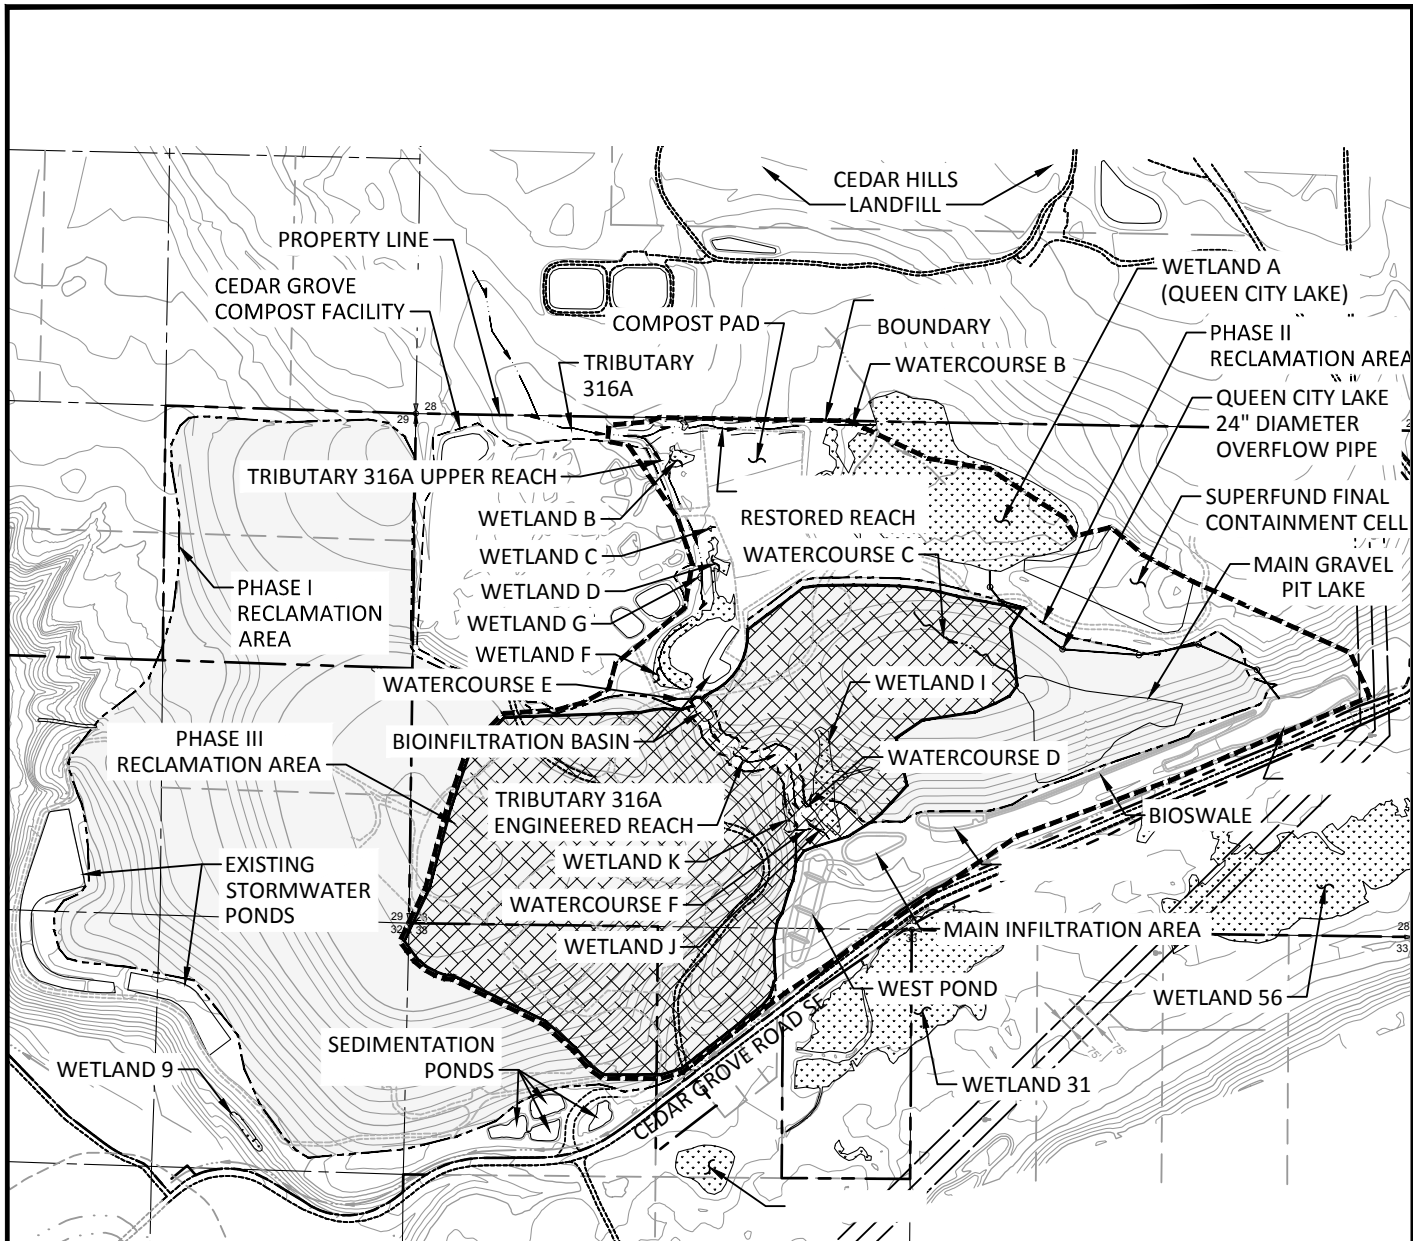 CEDAR HILLS
LANDFILL
PROPERTY LINE
CEDAR GROVE
COMPOST FACILITY
WETLAND A
(QUEEN CITY LAKE)
COMPOST PAD
BOUNDARY
PHASE II
RECLAMATION AREA
TRIBUTARY
316A
WATERCOURSE B
QUEEN CITY LAKE
24" DIAMETER
OVERFLOW PIPE
28
29
TRIBUTARY 316A UPPER REACH
SUPERFUND FINAL
CONTAINMENT CELL
WETLAND B
RESTORED REACH
WETLAND C
WATERCOURSE C
MAIN GRAVEL
PIT LAKE
PHASE I
RECLAMATION
AREA
WETLAND D
WETLAND G
WETLAND F
WATERCOURSE E
WETLAND I
PHASE III
RECLAMATION AREA
BIOINFILTRATION BASIN
WATERCOURSE D
TRIBUTARY 316A
ENGINEERED REACH
BIOSWALE
EXISTING
STORMWATER
PONDS
WETLAND K
WATERCOURSE F
29
32
28
33
MAIN INFILTRATION AREA
WETLAND J
WEST POND
WETLAND 56
CEDAR GROVE ROAD SE
SEDIMENTATION
PONDS
75
75
WETLAND 9
WETLAND 31